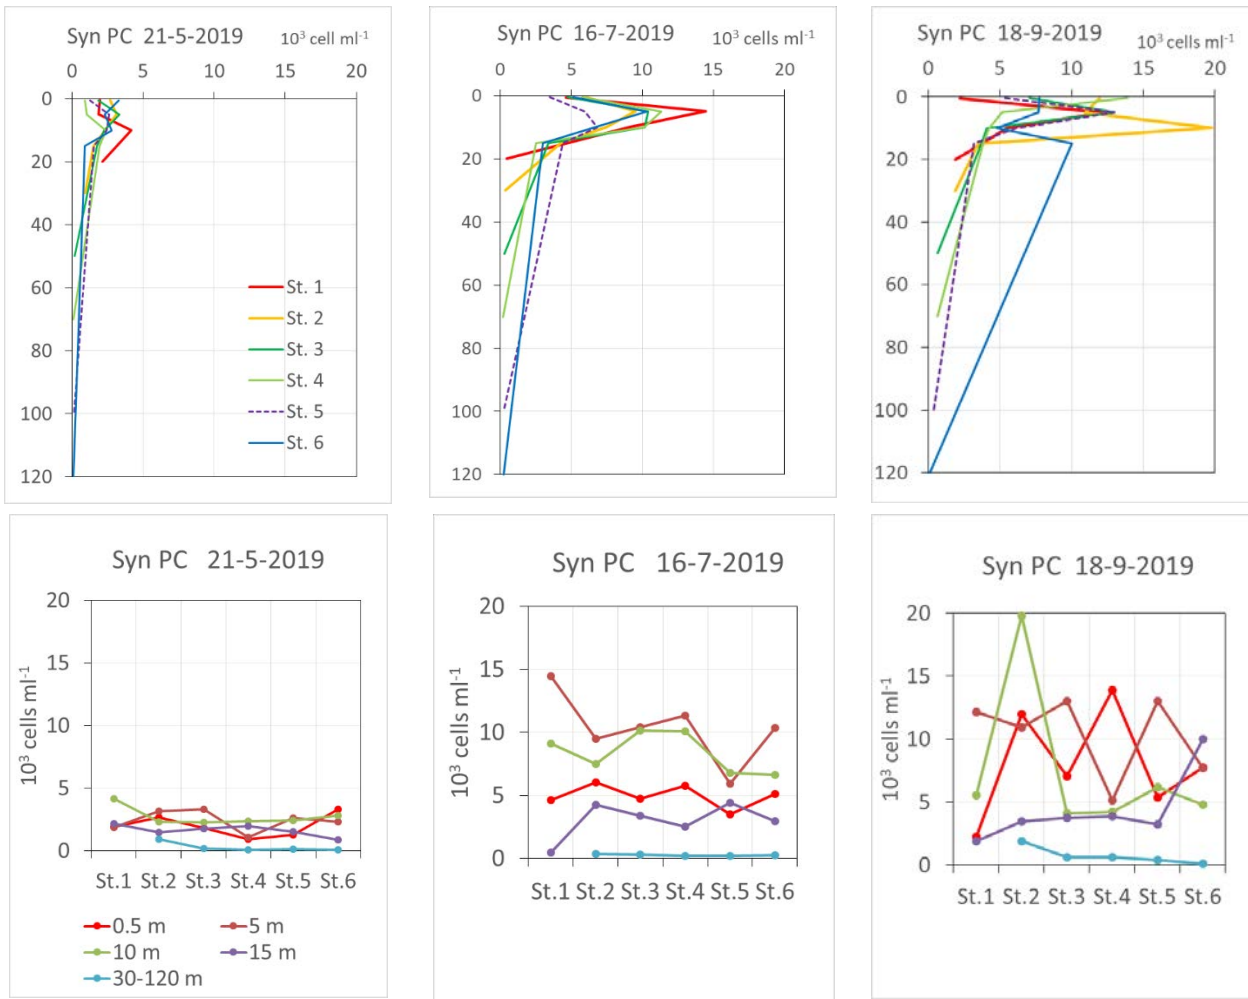 Syn PC 21-5-2019 10³ cell ml⁻¹
0 5 10 15 20
0
20
40
60
80
100
120
St. 1
St. 2
St. 3
St. 4
St. 5
St. 6
Syn PC 16-7-2019 10³ cells ml⁻¹
0 5 10 15 20
0
20
40
60
80
100
120
Syn PC 18-9-2019 10³ cells ml⁻¹
0 5 10 15 20
0
20
40
60
80
100
120
Syn PC 21-5-2019
10³ cells ml⁻¹
20
15
10
5
0
St.1 St.2 St.3 St.4 St.5 St.6
0.5 m 5 m
10 m 15 m
30-120 m
Syn PC 16-7-2019
10³ cells ml⁻¹
20
15
10
5
0
St.1 St.2 St.3 St.4 St.5 St.6
Syn PC 18-9-2019
10³ cells ml⁻¹
20
15
10
5
0
St.1 St.2 St.3 St.4 St.5 St.6